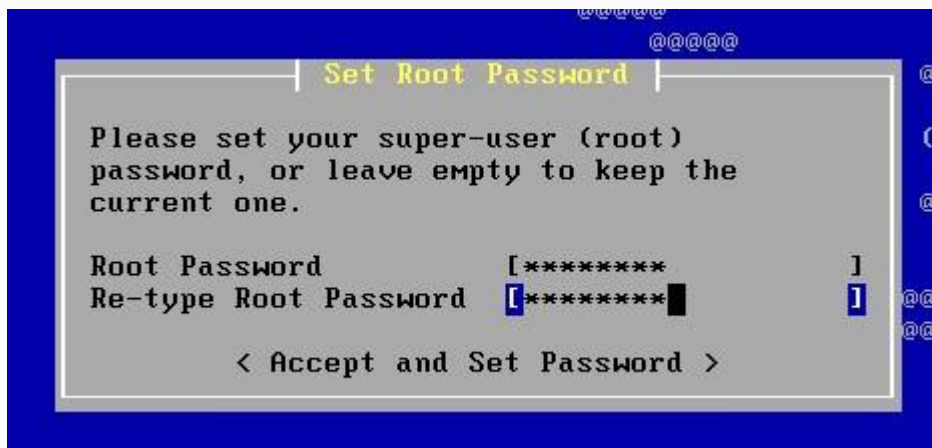 @@@@@
@@@@@
Set Root Password
@
Please set your super-user (root)
password, or leave empty to keep the
current one.
@
Root Password [******** ]
Re-type Root Password [******** ]
@@
@@
< Accept and Set Password >